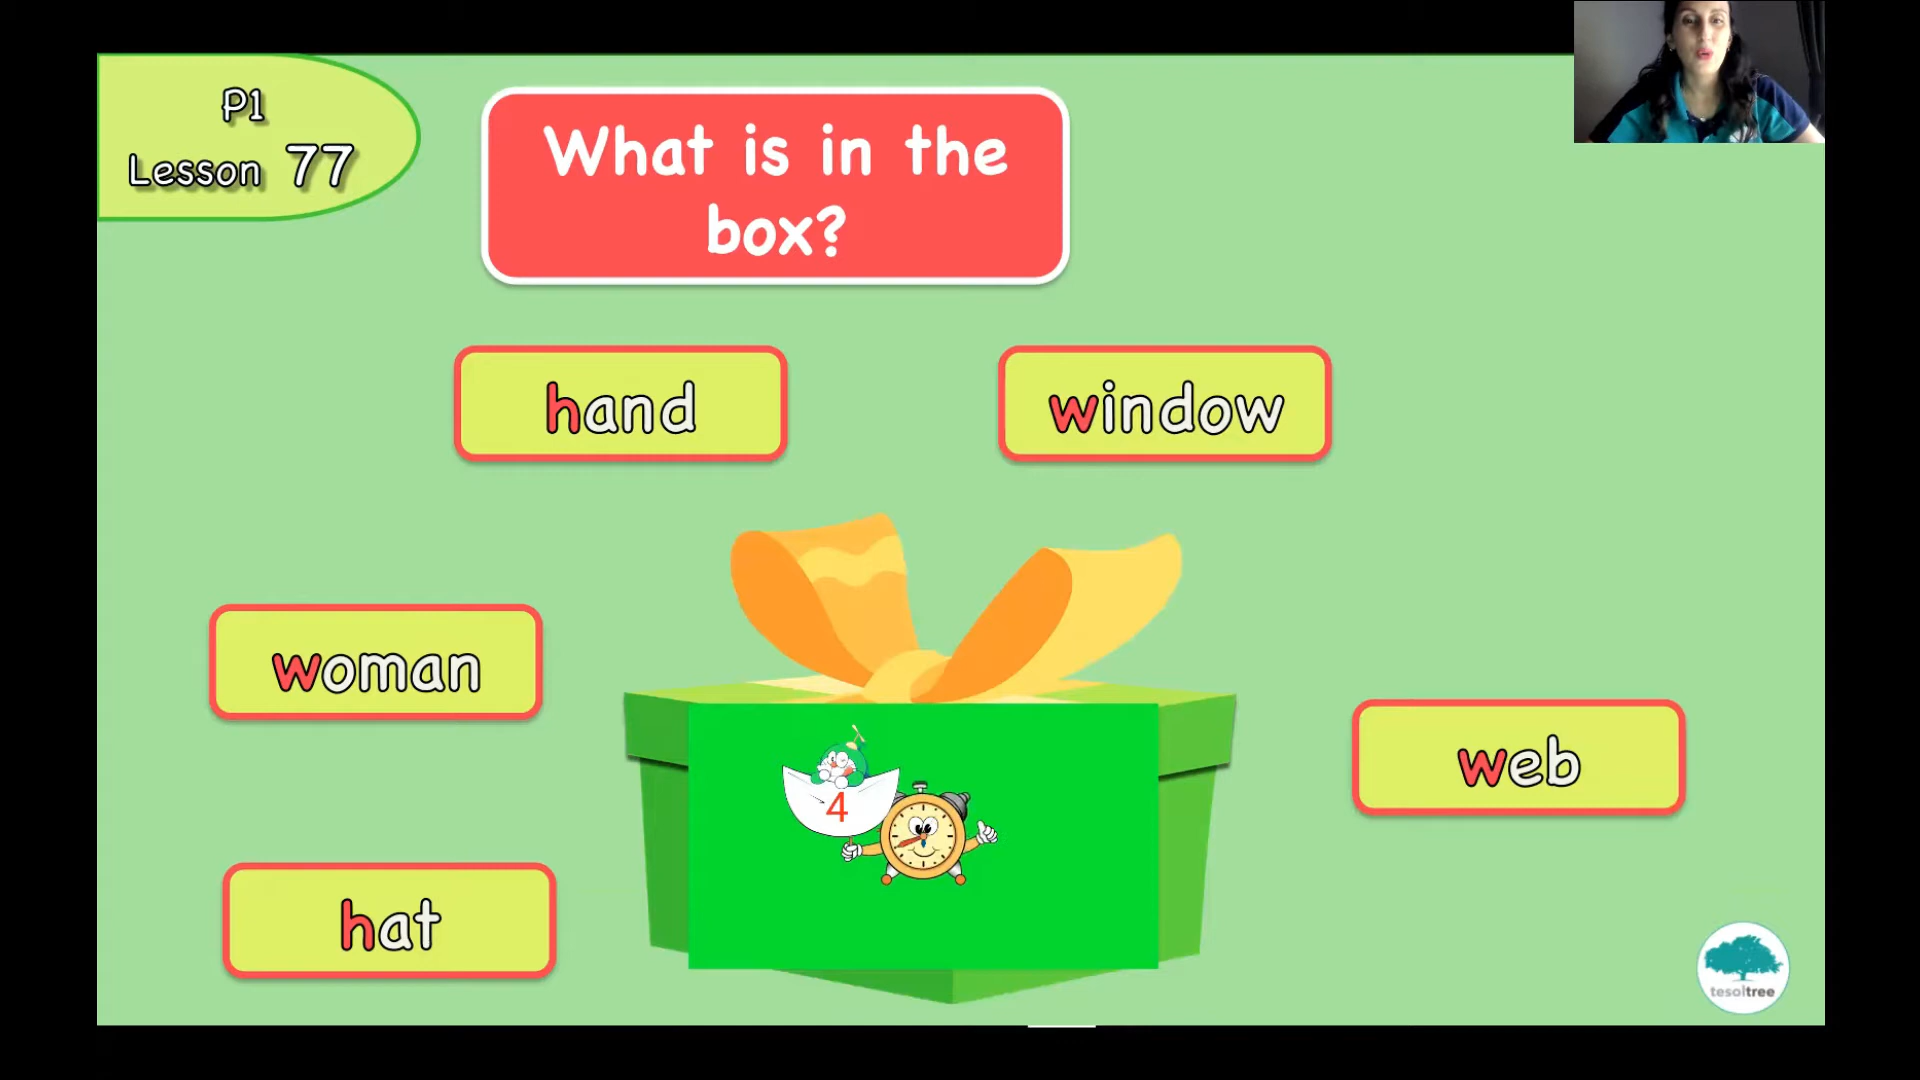 P1
Lesson 77
What is in the
box?
hand
window
woman
web
4
hat
tesoltree